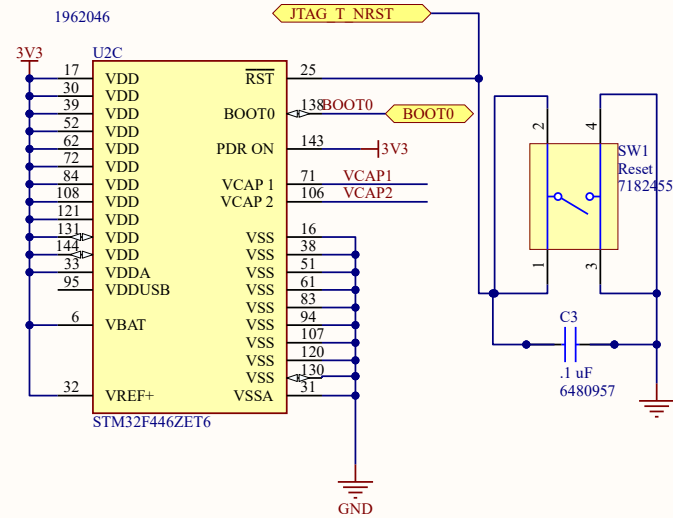 1962046
JTAG_T_NRST
3V3
U2C
17 VDD RST 25
30 VDD
39 VDD BOOT0 138 BOOT0 BOOT0
52 VDD
62 VDD PDR ON 143 3V3
72 VDD
84 VDD VCAP 1 71 VCAP1
108 VDD VCAP 2 106 VCAP2
121 VDD
131 VDD VSS 16
144 VDD VSS 38
33 VDDA VSS 51
95 VDDUSB VSS 61
VSS 83
6 VBAT VSS 94
VSS 107
VSS 120
VSS 130
32 VREF+ VSSA 31
STM32F446ZET6
GND
2 4
SW1
Reset
7182455
1 3
C3
.1 uF
6480957